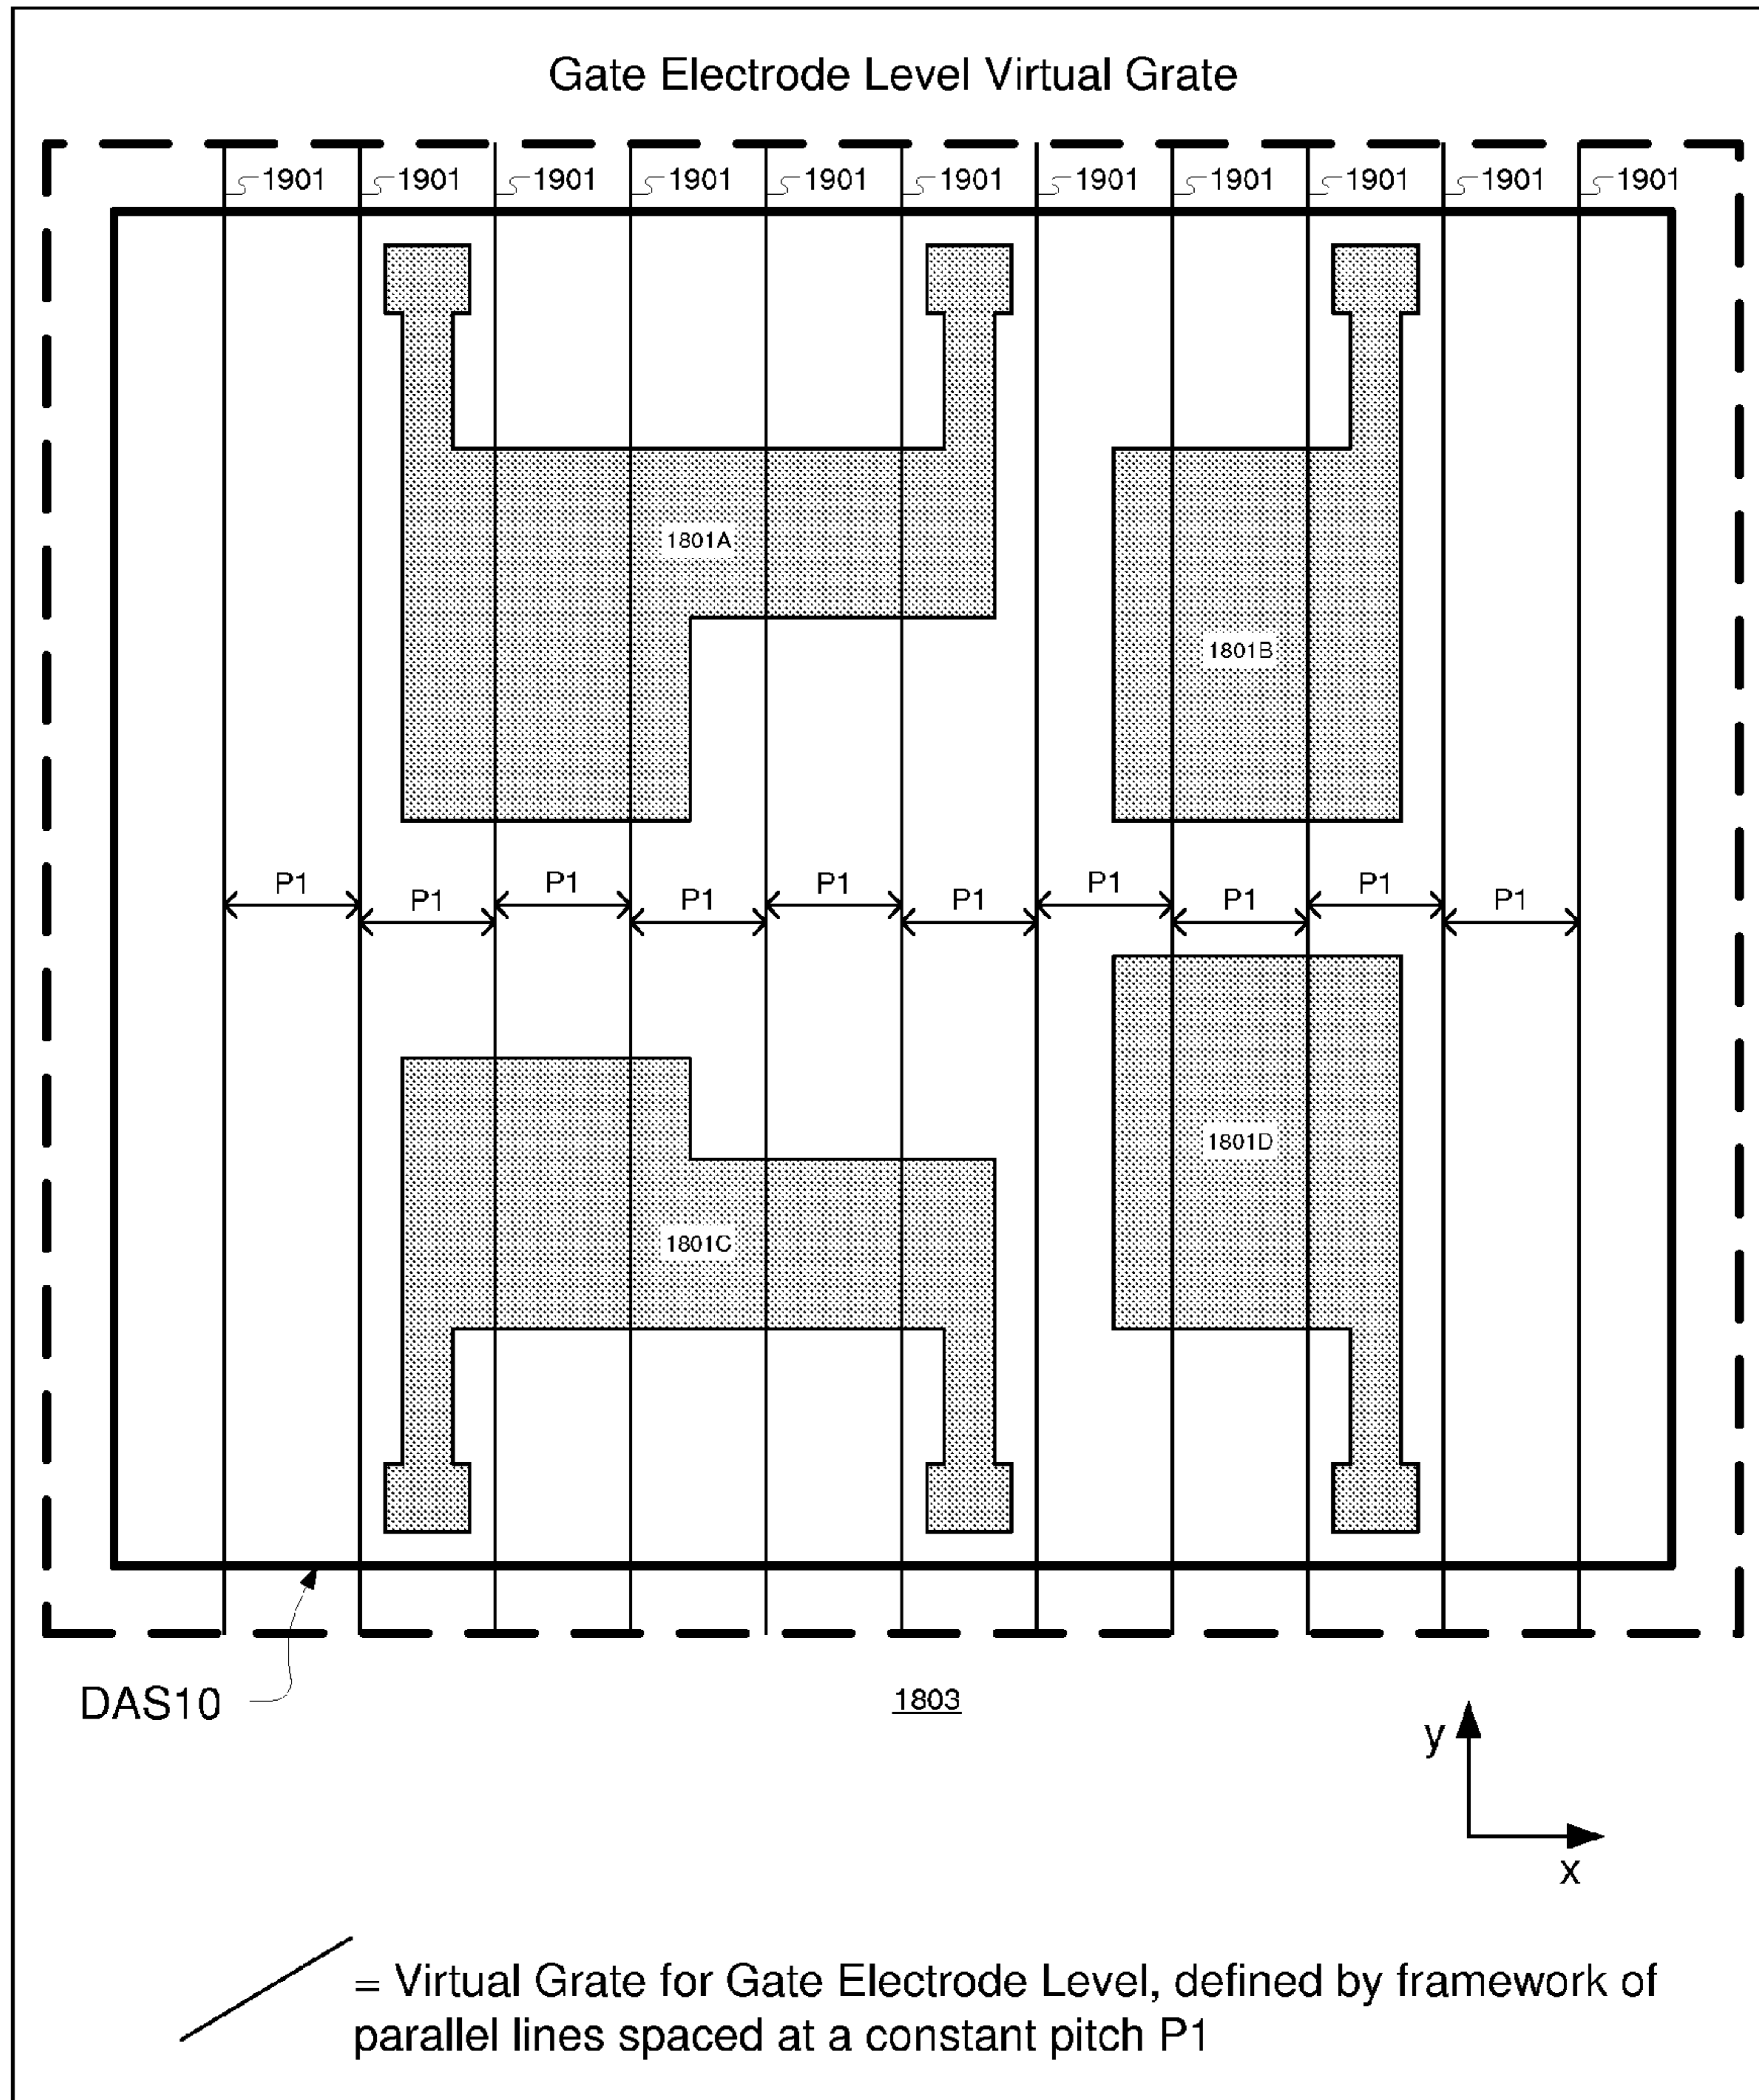 Gate Electrode Level Virtual Grate
1901 1901 1901 1901 1901 1901 1901 1901 1901 1901 1901
1801A
1801B
P1 P1 P1 P1 P1 P1 P1 P1 P1 P1
1801D
1801C
DAS10
1803
y
x
= Virtual Grate for Gate Electrode Level, defined by framework of
parallel lines spaced at a constant pitch P1